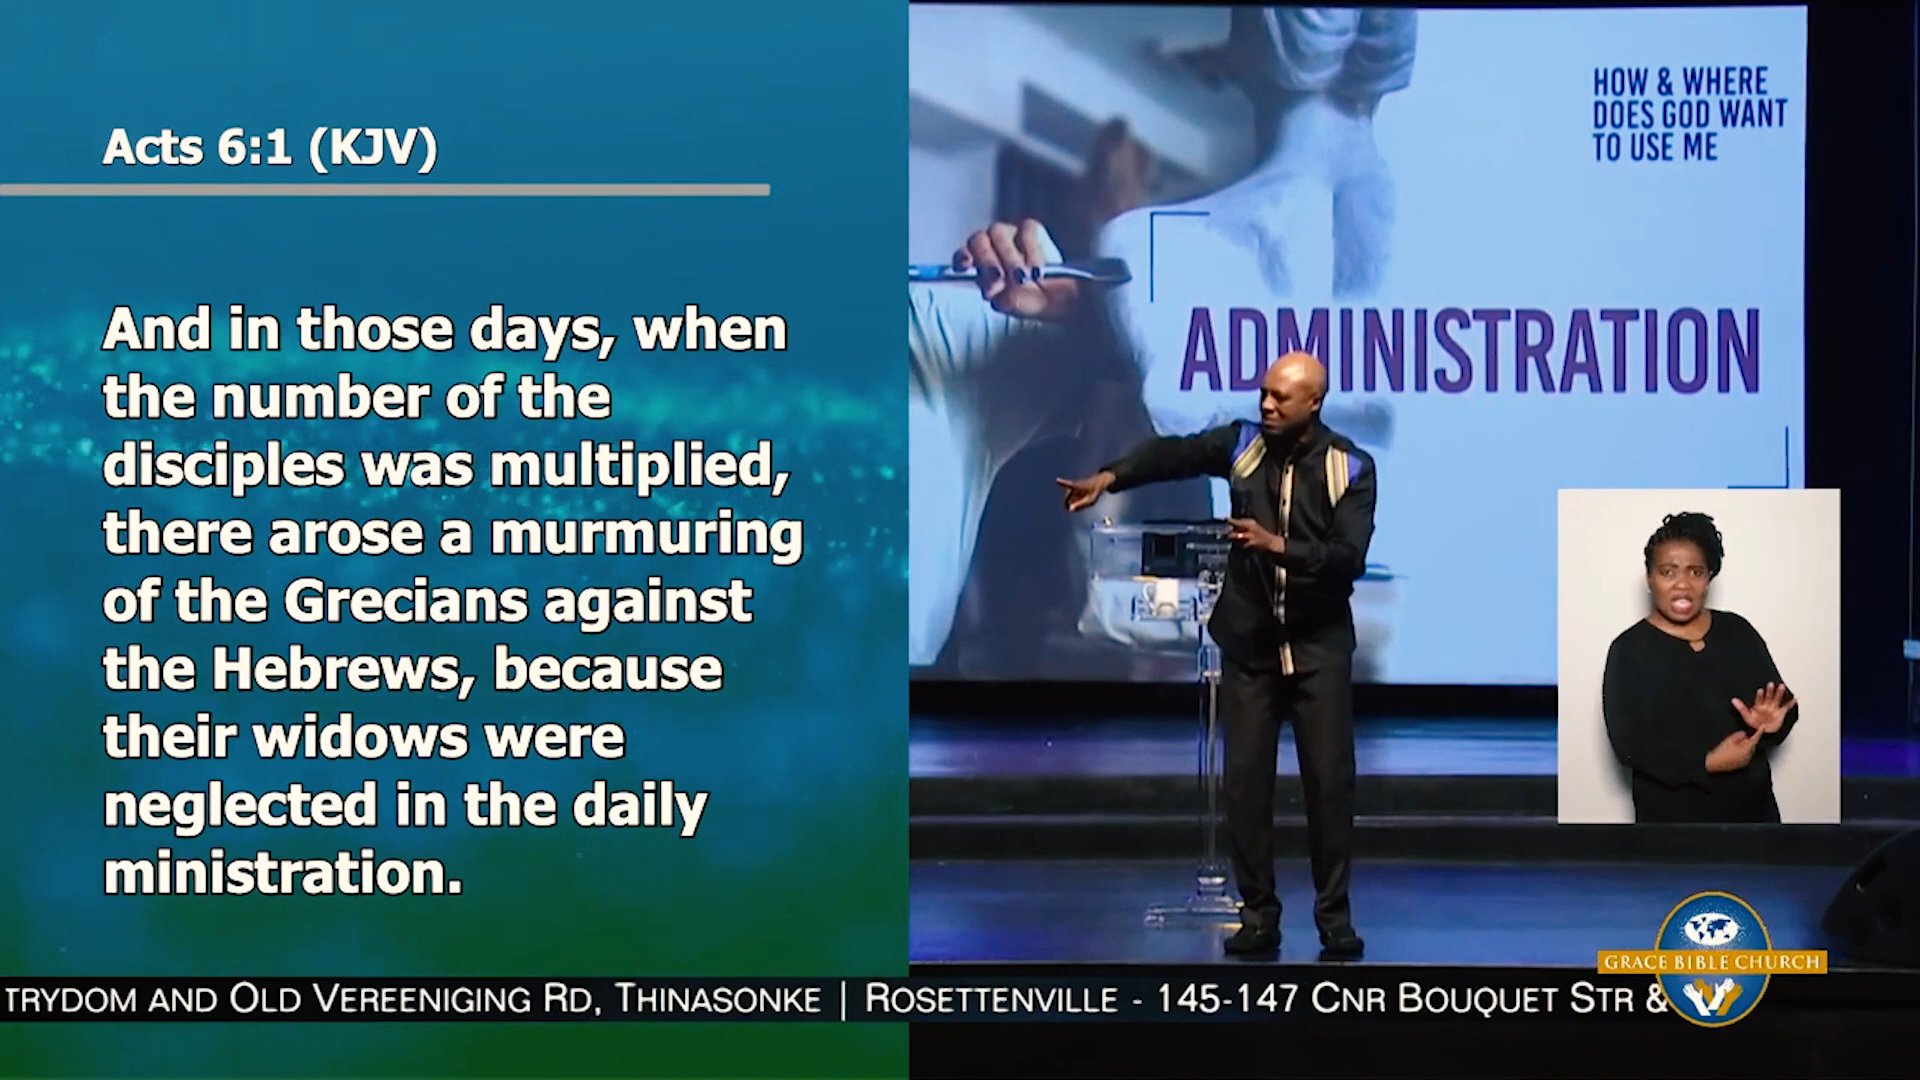 Acts 6:1 (KJV)
And in those days, when
the number of the
disciples was multiplied,
there arose a murmuring
of the Grecians against
the Hebrews, because
their widows were
neglected in the daily
ministration.
HOW & WHERE
DOES GOD WANT
TO USE ME
ADMINISTRATION
GRACE BIBLE CHURCH
TRYDOM AND OLD VEREENIGING RD, THINASONKE | ROSETTENVILLE - 145-147 CNR BOUQUET STR &